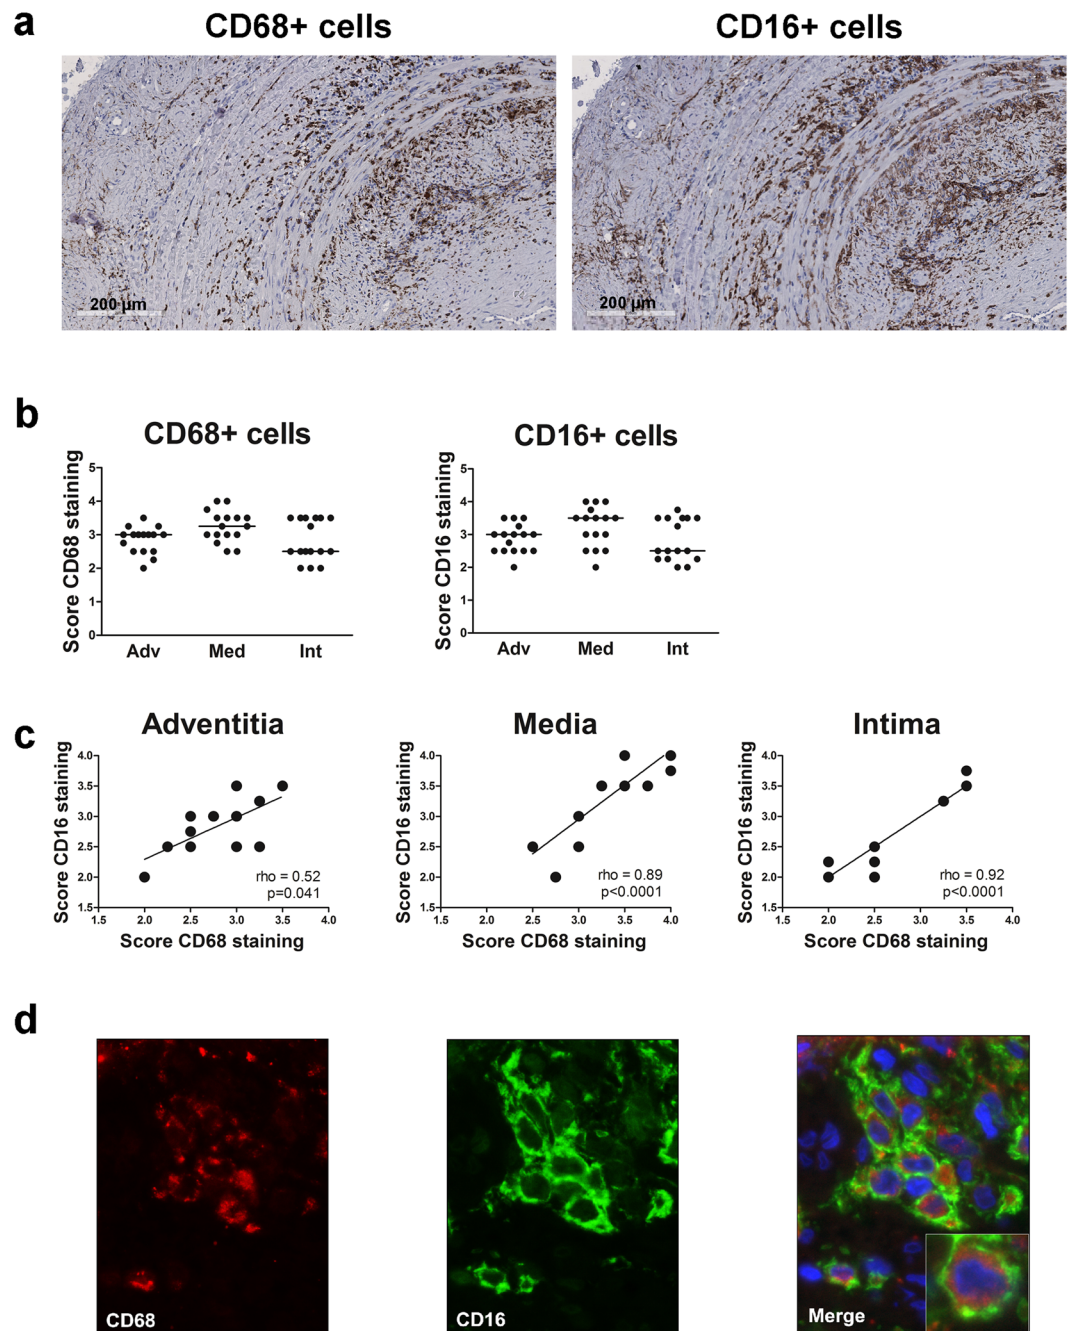 a
CD68+ cells
CD16+ cells
200 µm
200 µm
b
CD68+ cells
CD16+ cells
Score CD68 staining
5
4
3
2
1
0
Adv Med Int
Score CD16 staining
5
4
3
2
1
0
Adv Med Int
c
Adventitia
Media
Intima
Score CD16 staining
4.0
3.5
3.0
2.5
2.0
1.5
rho = 0.52
p=0.041
1.5 2.0 2.5 3.0 3.5 4.0
Score CD68 staining
Score CD16 staining
4.0
3.5
3.0
2.5
2.0
1.5
rho = 0.89
p<0.0001
1.5 2.0 2.5 3.0 3.5 4.0
Score CD68 staining
Score CD16 staining
4.0
3.5
3.0
2.5
2.0
1.5
rho = 0.92
p<0.0001
1.5 2.0 2.5 3.0 3.5 4.0
Score CD68 staining
d
CD68
CD16
Merge